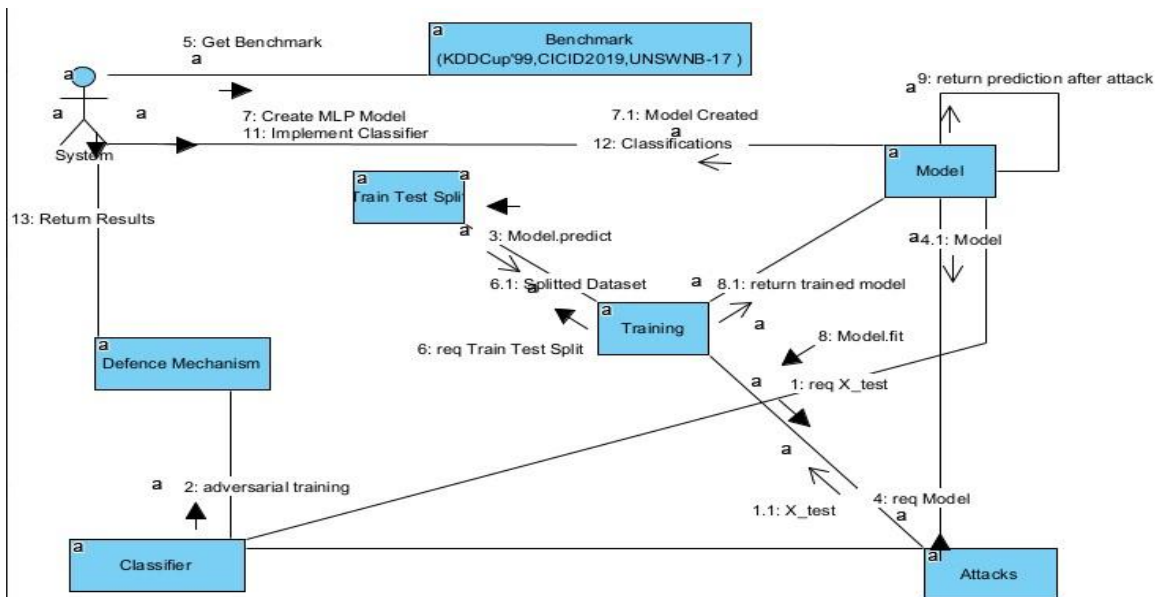 5: Get Benchmark
a
a
Benchmark
(KDDCup'99,CICID2019,UNSWNB-17 )
a
9: return prediction after attack
a
a
a
7: Create MLP Model
11: Implement Classifier
7.1: Model Created
a
12: Classifications
System
a
Model
a
Train Test Spli
a
13: Return Results
a
3: Model.predict
a
4.1: Model
6.1: Splitted Dataset
a
a
8.1: return trained model
a
Training
a
6: req Train Test Split
8: Model.fit
a
Defence Mechanism
a
1: req X_test
a
a
2: adversarial training
1.1: X_test
4: req Model
a
a
Classifier
a
Attacks